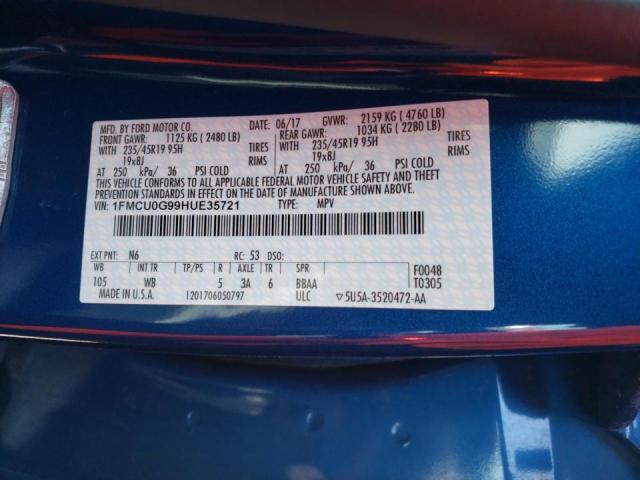 MFD. BY FORD MOTOR CO. DATE: 06/17 GVWR: 2159 KG (4760 LB)
FRONT GAWR: 1125 KG (2480 LB) REAR GAWR: 1034 KG (2280 LB)
WITH 235/45R19 95H TIRES WITH 235/45R19 95H TIRES
19x8J RIMS 19x8J RIMS
AT 250 kPa/ 36 PSI COLD AT 250 kPa/ 36 PSI COLD
THIS VEHICLE CONFORMS TO ALL APPLICABLE FEDERAL MOTOR VEHICLE SAFETY AND THEFT
PREVENTION STANDARDS IN EFFECT ON THE DATE OF MANUFACTURE SHOWN ABOVE.
VIN: 1FMCU0G99HUE35721 TYPE: MPV
EXT PNT: N6 RC: 53 DSO:
WB INT TR TP/PS R AXLE TR SPR F0048
105 WB 5 3A 6 BBAA T0305
MADE IN U.S.A. 1201706050797 ULC ▽5U5A-3520472-AA